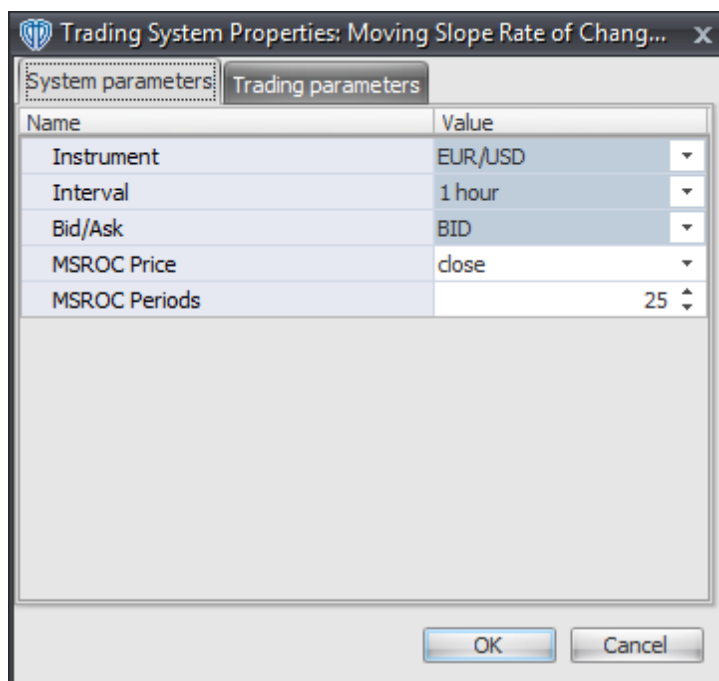 Trading System Properties: Moving Slope Rate of Chang... x
System parameters Trading parameters
Name Value
Instrument EUR/USD
Interval 1 hour
Bid/Ask BID
MSROC Price close
MSROC Periods 25
OK Cancel